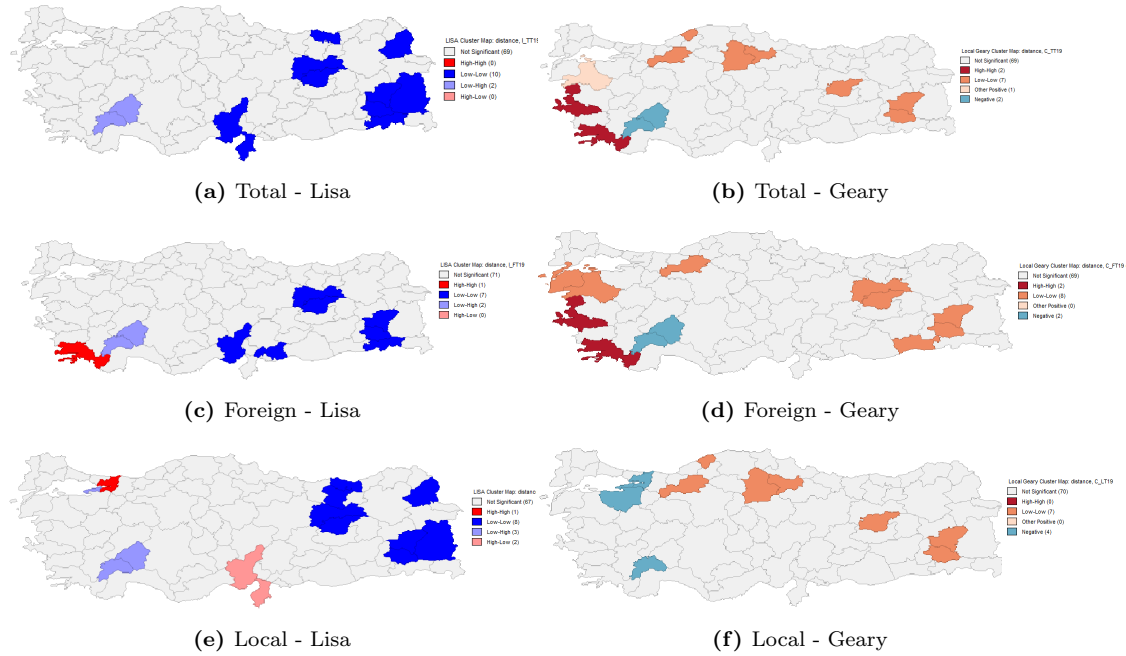 LISA Cluster Map: distance, I_TT19
Not Significant (69)
High-High (0)
Low-Low (10)
Low-High (2)
High-Low (0)
Local Geary Cluster Map: distance, C_TT19
Not Significant (69)
High-High (2)
Low-Low (7)
Other Positive (1)
Negative (2)
(a) Total - Lisa
(b) Total - Geary
LISA Cluster Map: distance, I_FT19
Not Significant (71)
High-High (1)
Low-Low (7)
Low-High (2)
High-Low (0)
Local Geary Cluster Map: distance, C_FT19
Not Significant (69)
High-High (2)
Low-Low (8)
Other Positive (0)
Negative (2)
(c) Foreign - Lisa
(d) Foreign - Geary
LISA Cluster Map: distanc
Not Significant (67)
High-High (1)
Low-Low (8)
Low-High (3)
High-Low (2)
Local Geary Cluster Map: distance, C_LT19
Not Significant (70)
High-High (0)
Low-Low (7)
Other Positive (0)
Negative (4)
(e) Local - Lisa
(f) Local - Geary